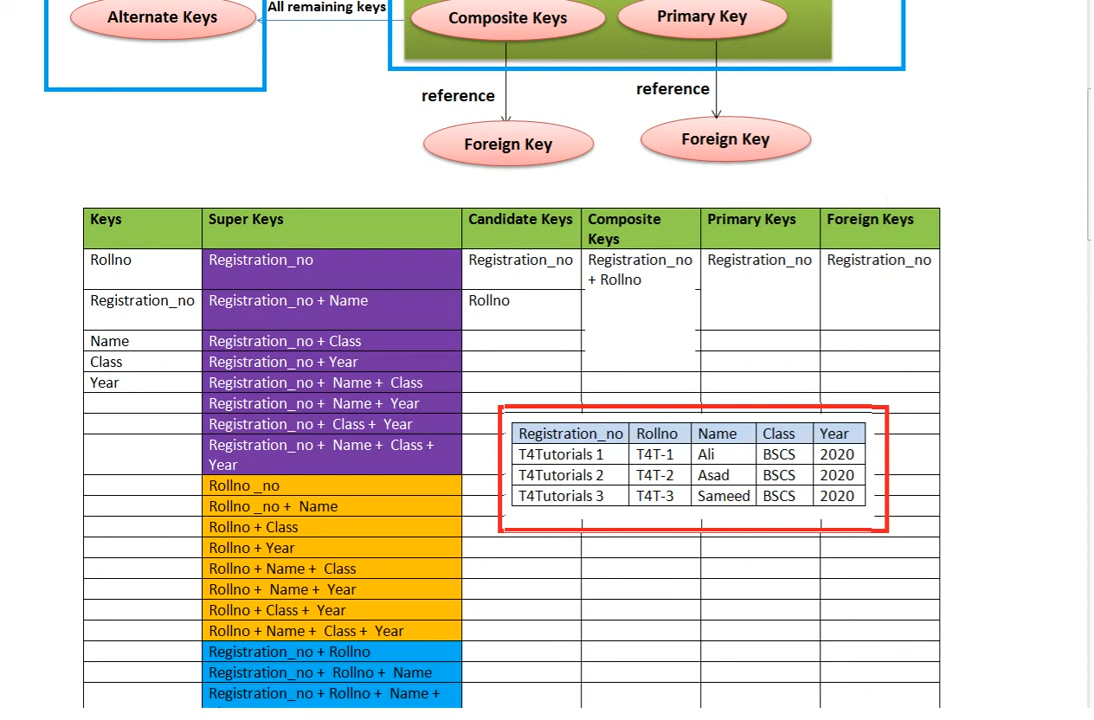 All remaining keys
Alternate Keys
Composite Keys
Primary Key
reference
reference
Foreign Key
Foreign Key
Keys Super Keys Candidate Keys Composite Keys Primary Keys Foreign Keys
Rollno Registration_no Registration_no Registration_no + Rollno Registration_no Registration_no
Registration_no Registration_no + Name Rollno
Name Registration_no + Class
Class Registration_no + Year
Year Registration_no + Name + Class
Registration_no + Name + Year
Registration_no + Class + Year
Registration_no + Name + Class +
Year
Rollno _no
Rollno _no + Name
Rollno + Class
Rollno + Year
Rollno + Name + Class
Rollno + Name + Year
Rollno + Class + Year
Rollno + Name + Class + Year
Registration_no + Rollno
Registration_no + Rollno + Name
Registration_no + Rollno + Name +
Registration_no Rollno Name Class Year
T4Tutorials 1 T4T-1 Ali BSCS 2020
T4Tutorials 2 T4T-2 Asad BSCS 2020
T4Tutorials 3 T4T-3 Sameed BSCS 2020